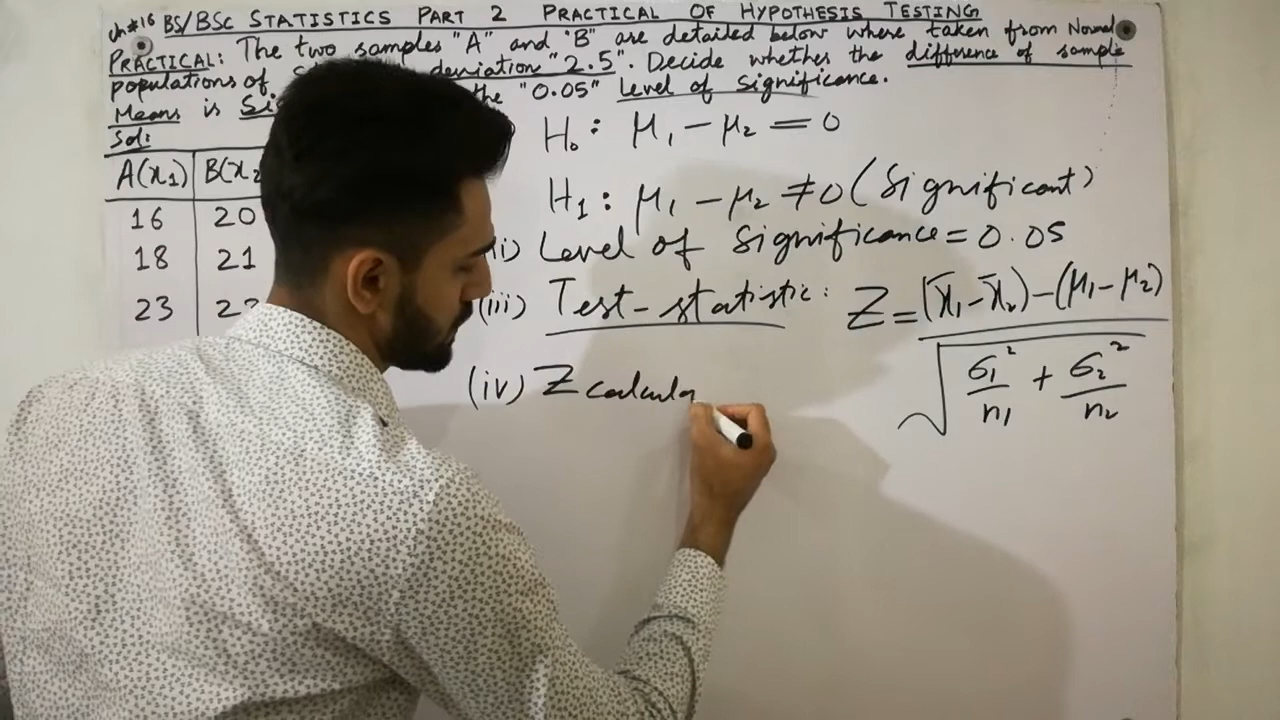 ch#16 BS/BSc STATISTICS PART 2 PRACTICAL OF HYPOTHESIS TESTING
PRACTICAL: The two samples "A" and "B" are detailed below where taken from Normal
populations of deviation "2.5". Decide whether the difference of sample
Means is the "0.05" Level of Significance.
Sol:
A(x₁) B(x₂
16 20
18 21
23
H₀: μ₁ - μ₂ = 0
H₁: μ₁ - μ₂ ≠ 0 (Significant)
Level of Significance = 0.05
(iii) Test-statistic: Z = (x̄₁-x̄₂)-(μ₁-μ₂)
√ σ₁²/n₁ + σ₂²/n₂
(iv) Z calcula